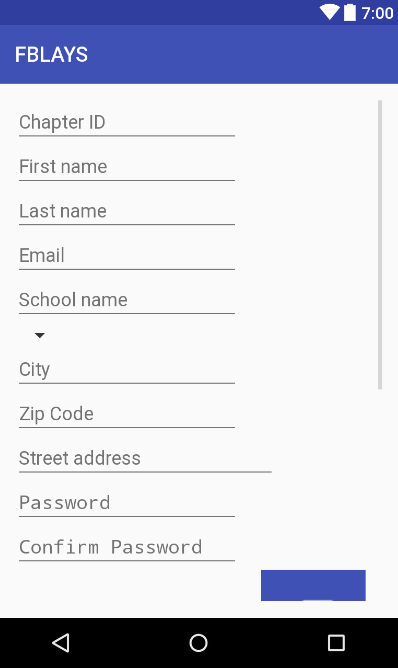 7:00
FBLAYS
Chapter ID
First name
Last name
Email
School name
City
Zip Code
Street address
Password
Confirm Password